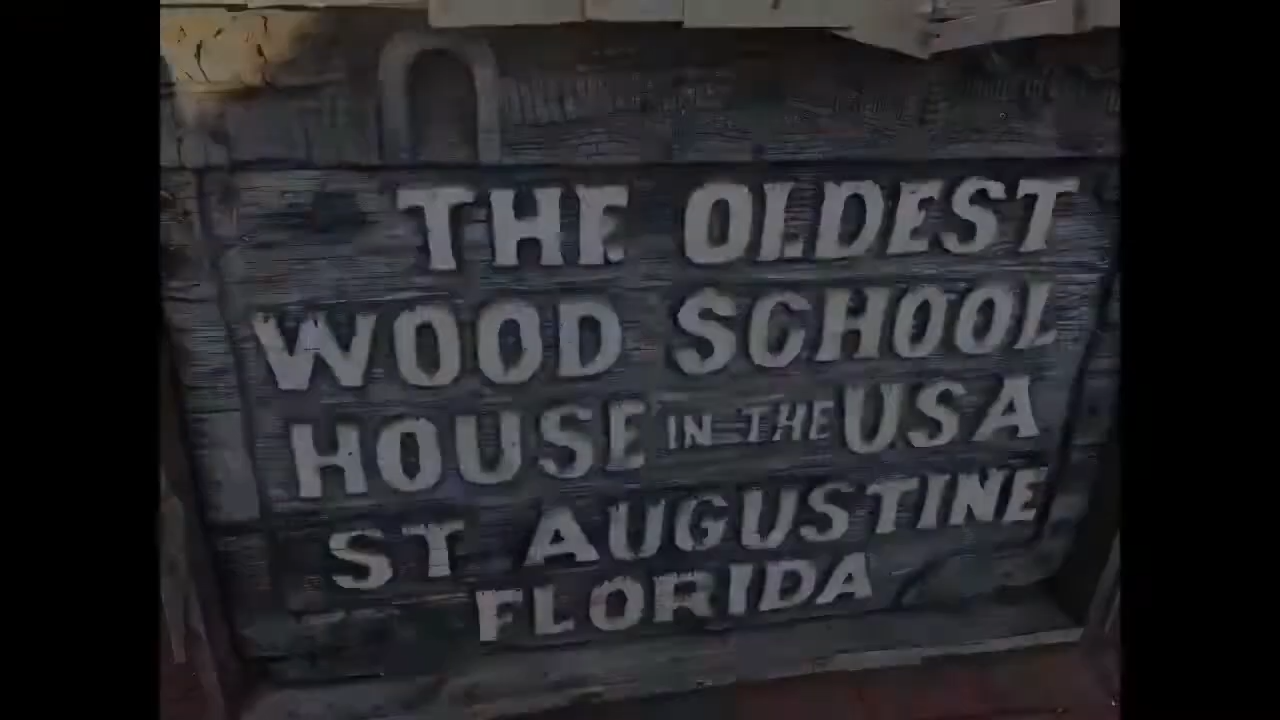 THE OLDEST
WOOD SCHOOL
HOUSE IN THE USA
ST AUGUSTINE
FLORIDA